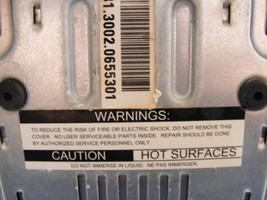 01.3002.0655301
WARNINGS:
TO REDUCE THE RISK OF FIRE OR ELECTRIC SHOCK, DO NOT REMOVE THIS
COVER. NO USER SERVICEABLE PARTS INSIDE. REPAIR SHOULD BE DONE
BY AUTHORIZED SERVICE PERSONNEL ONLY.
CAUTION HOT SURFACES
DO NOT IMMERSE IN LIQUID. NE PAS IMMERGER.